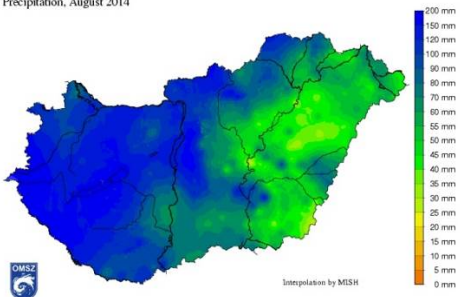 Precipitation, August 2014
200 mm
150 mm
120 mm
100 mm
90 mm
80 mm
70 mm
60 mm
50 mm
45 mm
40 mm
35 mm
30 mm
25 mm
20 mm
15 mm
10 mm
5 mm
0 mm
OMSZ
Interpolation by MISH